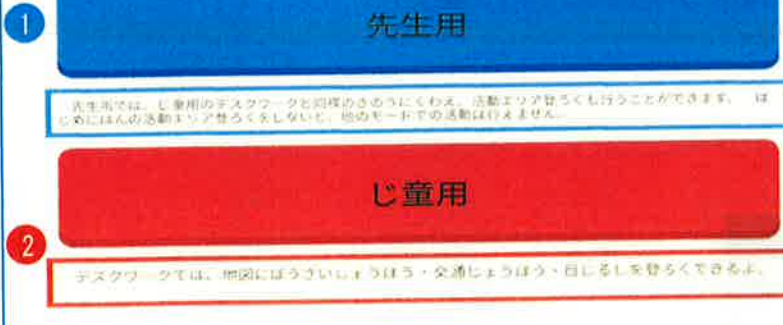 1
先生用
先生用では、じ童用のデスクワークと同様のきのうにくわえ、活動エリア登ろくも行うことができます。 は
じめにはんの活動エリア登ろくをしないと、他のモードでの活動は行えません。
じ童用
2
デスクワークでは、地図にぼうさいじょうほう・交通じょうほう・目じるしを登ろくできるよ。